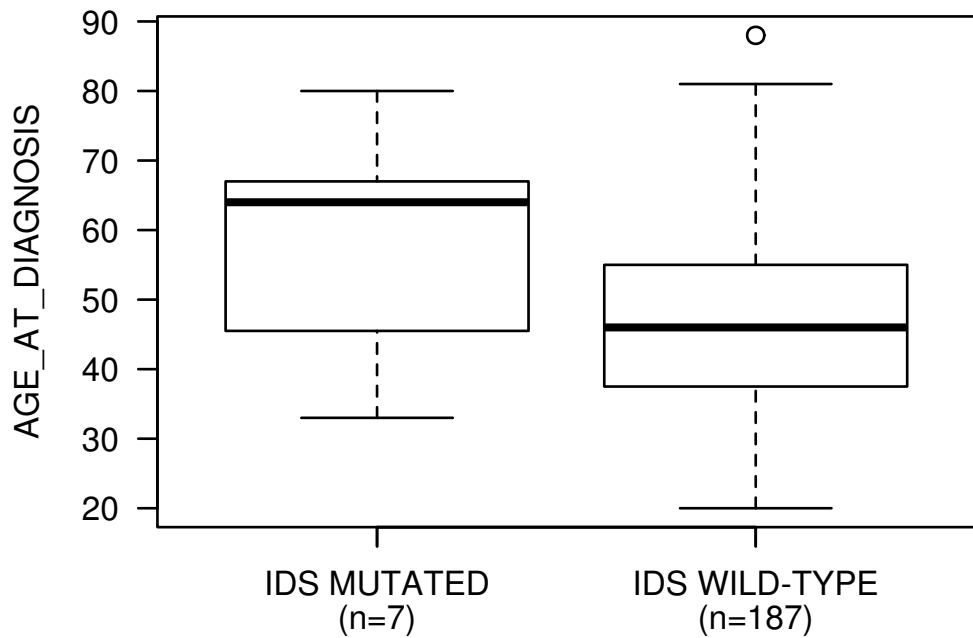 AGE_AT_DIAGNOSIS
90
80
70
60
50
40
30
20
IDS MUTATED
(n=7)
IDS WILD-TYPE
(n=187)